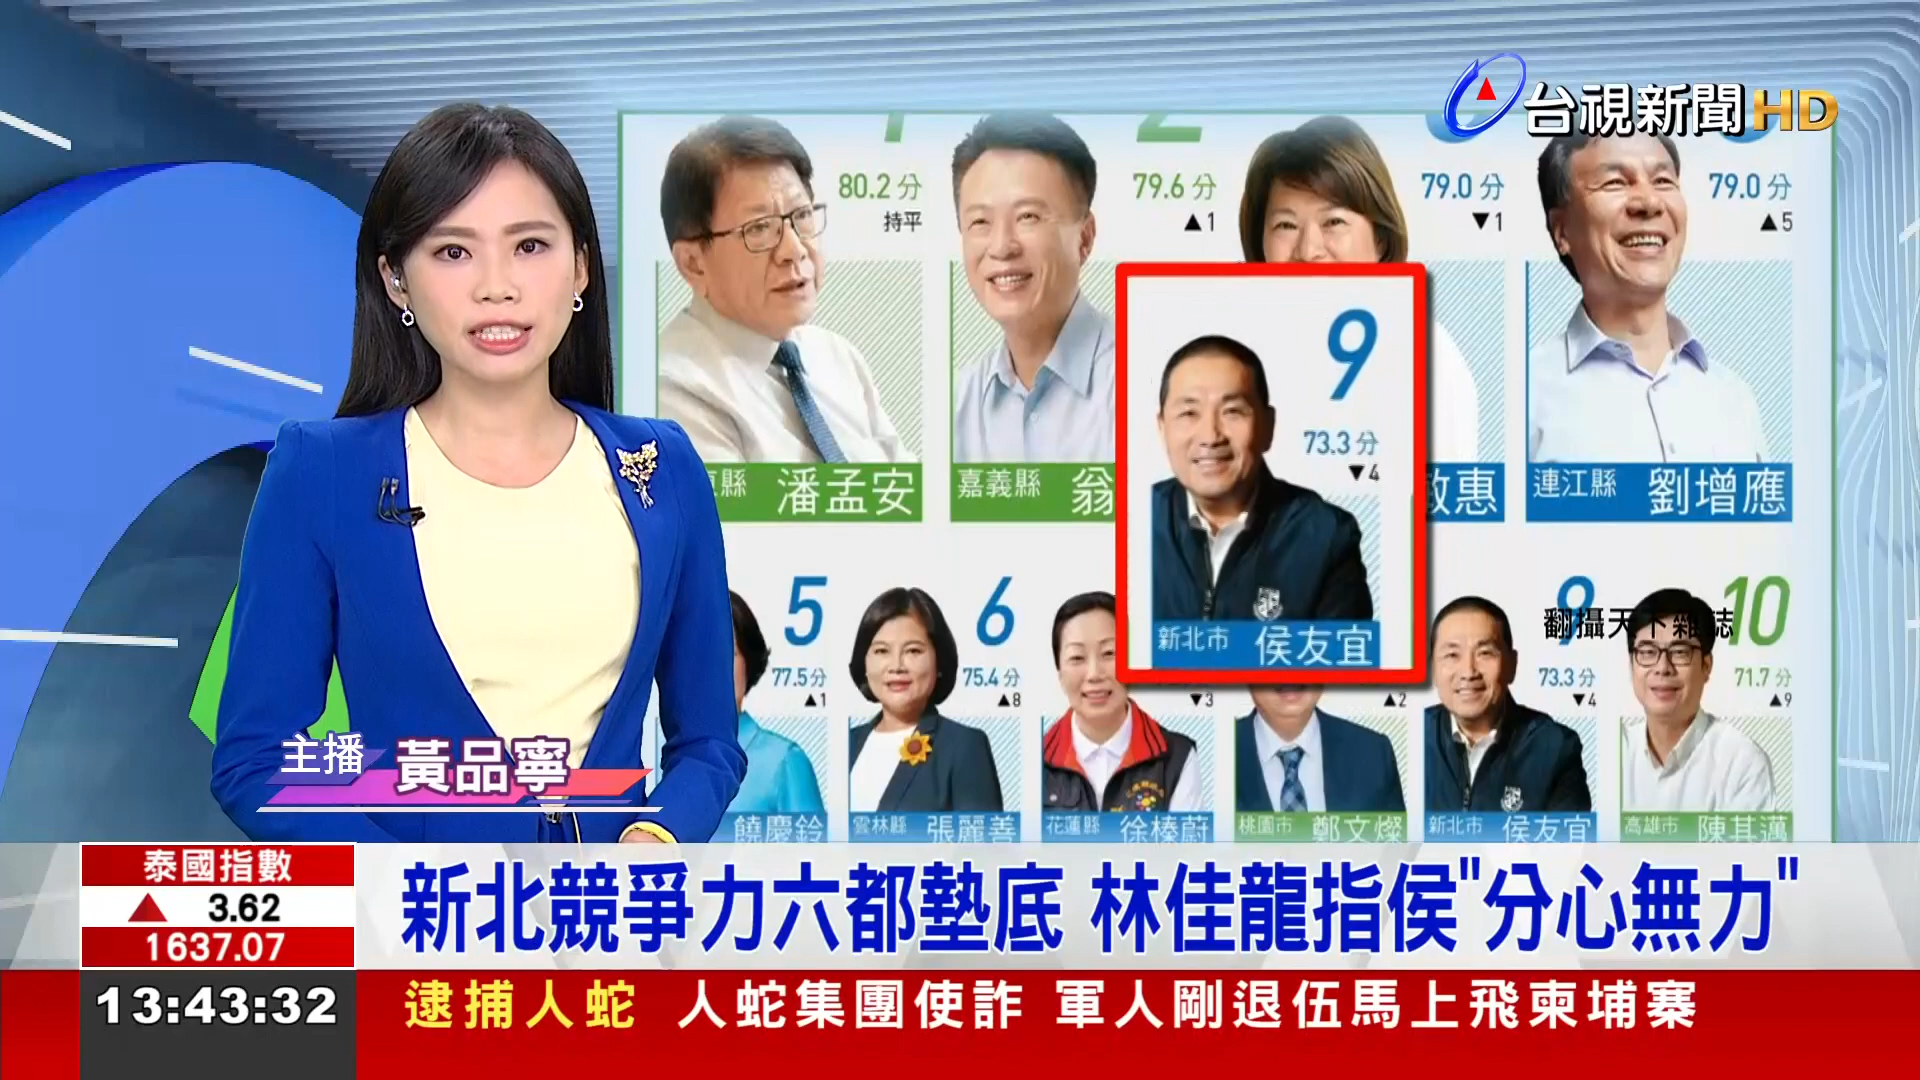 台視新聞HD
80.2分
持平
79.6分
▲1
79.0分
▼1
79.0分
▲5
縣 潘孟安
嘉義縣 翁
敏惠
連江縣 劉增應
9
73.3分
▼4
新北市 侯友宜
5
77.5分
▲1
饒慶鈴
6
75.4分
▲8
雲林縣 張麗善
▼3
花蓮縣 徐榛蔚
▲2
桃園市 鄭文燦
9
73.3分
▼4
新北市 侯友宜
10
71.7分
▲9
高雄市 陳其邁
翻攝天下雜誌
主播 黃品寧
泰國指數
▲ 3.62
1637.07
新北競爭力六都墊底 林佳龍指侯"分心無力"
13:43:32
逮捕人蛇 人蛇集團使詐 軍人剛退伍馬上飛柬埔寨